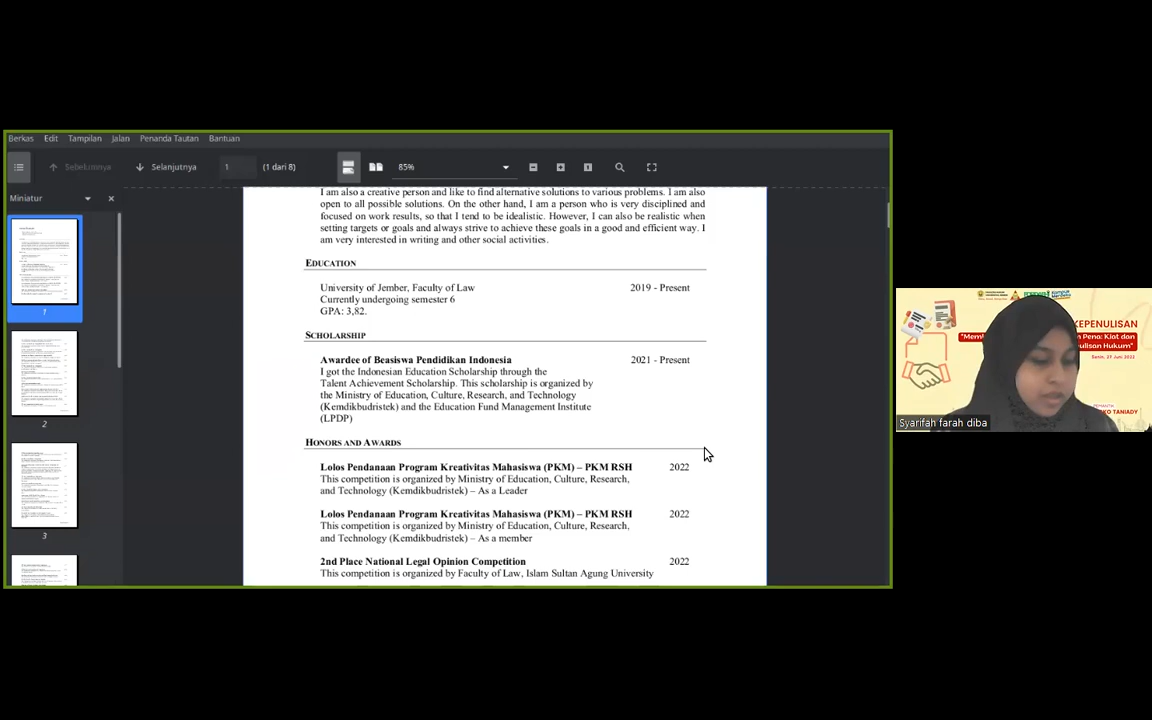 Berkas Edit Tampilan Jalan Penanda Tautan Bantuan
Sebelumnya Selanjutnya 1 (1 dari 8) 85%
Miniatur
1
2
3
I am also a creative person and like to find alternative solutions to various problems. I am also
open to all possible solutions. On the other hand, I am a person who is very disciplined and
focused on work results, so that I tend to be idealistic. However, I can also be realistic when
setting targets or goals and always strive to achieve these goals in a good and efficient way. I
am very interested in writing and other social activities.
EDUCATION
University of Jember, Faculty of Law 2019 - Present
Currently undergoing semester 6
GPA: 3,82.
SCHOLARSHIP
Awardee of Beasiswa Pendidikan Indonesia 2021 - Present
I got the Indonesian Education Scholarship through the
Talent Achievement Scholarship. This scholarship is organized by
the Ministry of Education, Culture, Research, and Technology
(Kemdikbudristek) and the Education Fund Management Institute
(LPDP)
HONORS AND AWARDS
Lolos Pendanaan Program Kreativitas Mahasiswa (PKM) – PKM RSH 2022
This competition is organized by Ministry of Education, Culture, Research,
and Technology (Kemdikbudristek) – As a Leader
Lolos Pendanaan Program Kreativitas Mahasiswa (PKM) – PKM RSH 2022
This competition is organized by Ministry of Education, Culture, Research,
and Technology (Kemdikbudristek) – As a member
2nd Place National Legal Opinion Competition 2022
This competition is organized by Faculty of Law, Islam Sultan Agung University
KEPENULISAN
Pena: Kiat dan
Hukum"
Senin, 27 Juni 2022
TANIADY
Syarifah farah diba